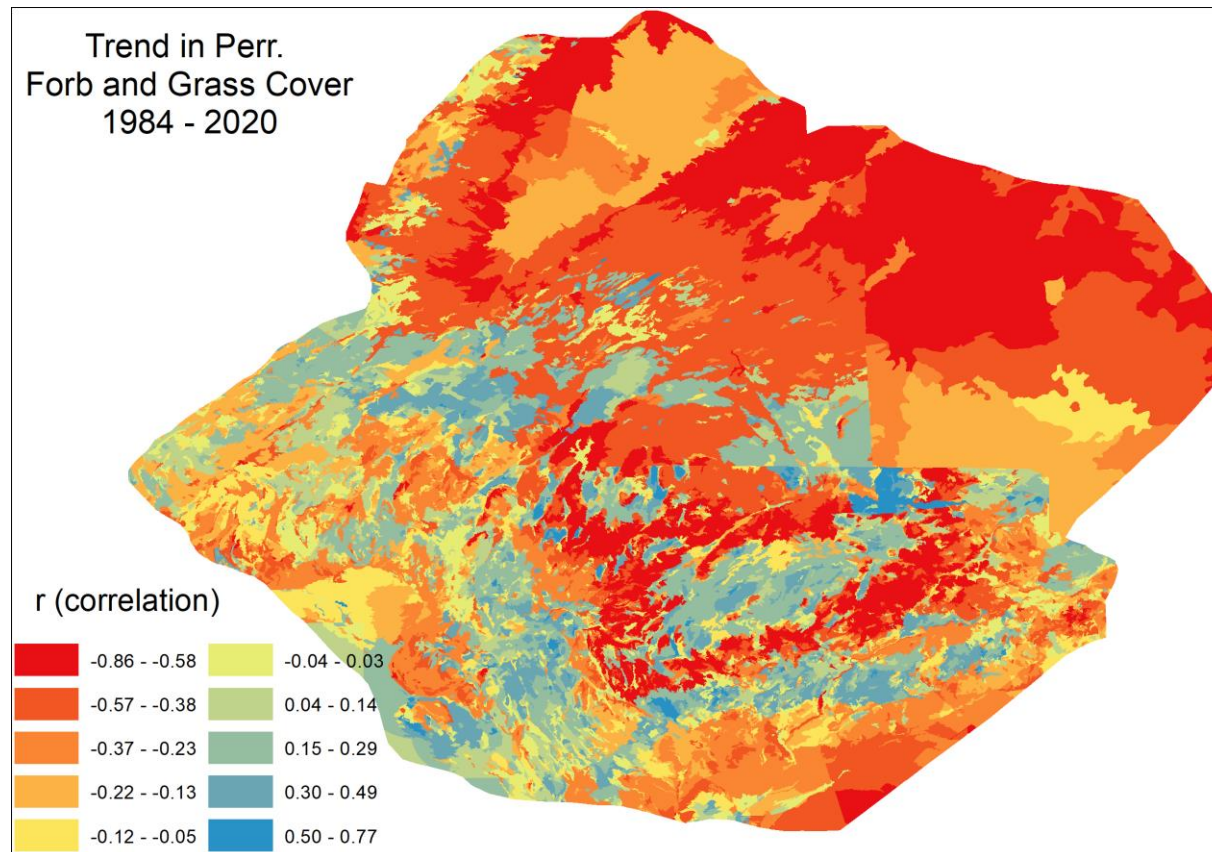 Trend in Perr.
Forb and Grass Cover
1984 - 2020
r (correlation)
-0.86 - -0.58
-0.57 - -0.38
-0.37 - -0.23
-0.22 - -0.13
-0.12 - -0.05
-0.04 - 0.03
0.04 - 0.14
0.15 - 0.29
0.30 - 0.49
0.50 - 0.77